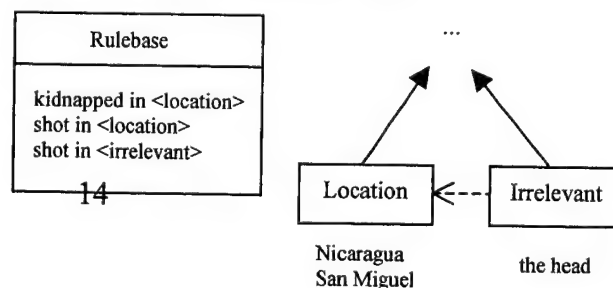 Rulebase
kidnapped in <location>
shot in <location>
shot in <irrelevant>
14
...
Location
Irrelevant
Nicaragua
San Miguel
the head